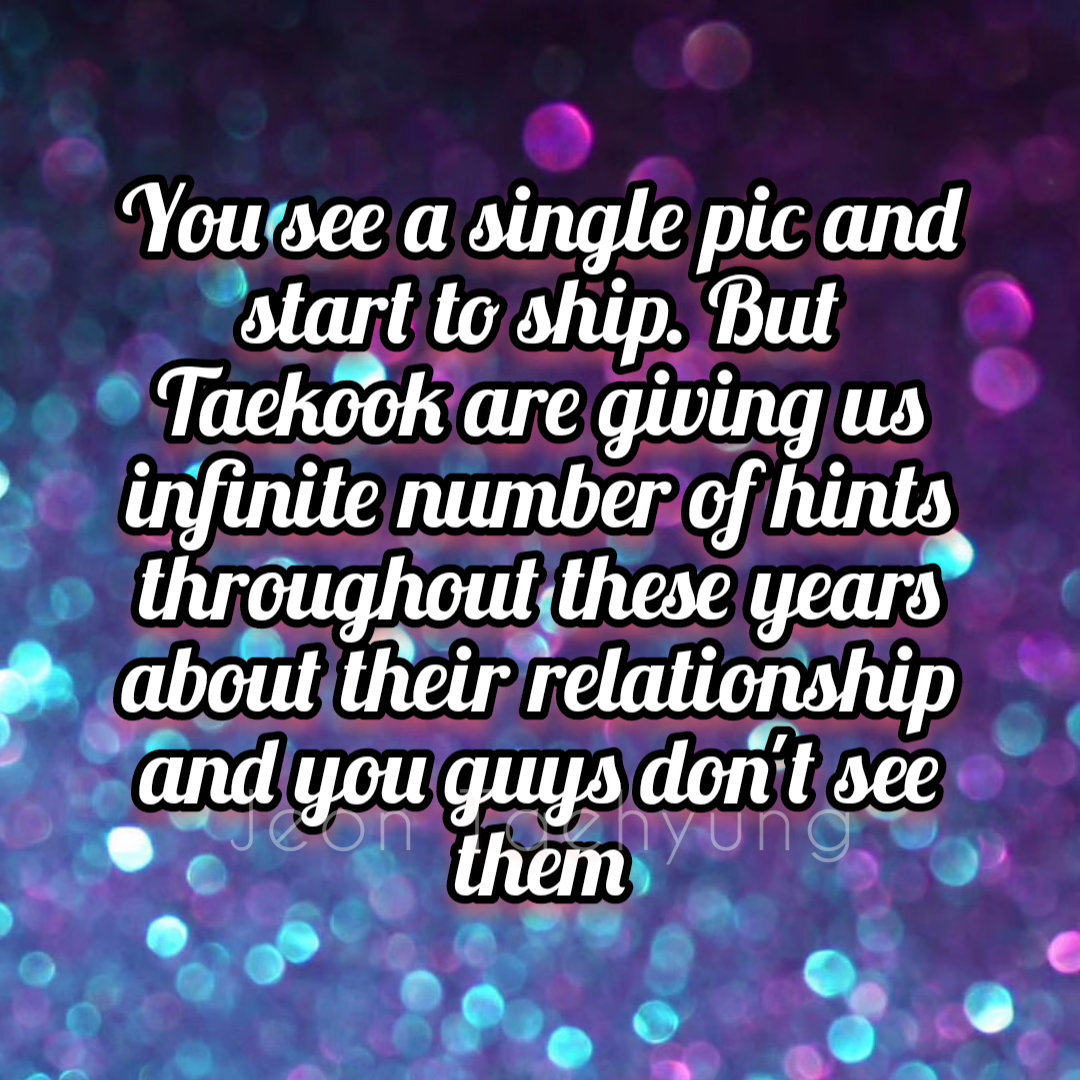 You see a single pic and
start to ship. But
Taekook are giving us
infinite number of hints
throughout these years
about their relationship
and you guys don't see
Jeon Taehyung
them